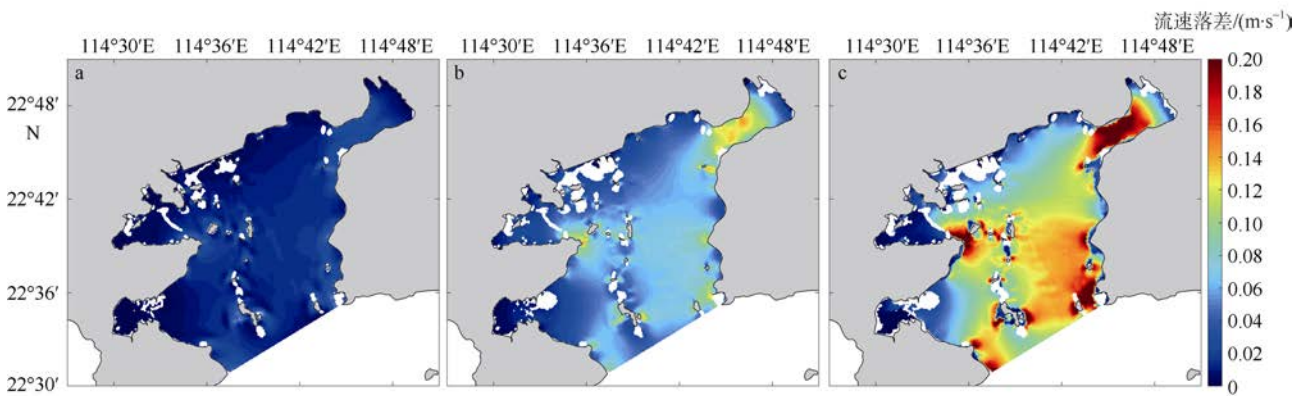 流速落差/(m·s⁻¹)
114°30′E 114°36′E 114°42′E 114°48′E
114°30′E 114°36′E 114°42′E 114°48′E
114°36′E 114°42′E 114°48′E
a
b
c
22°48′
N
22°42′
22°36′
22°30′
0.20
0.18
0.16
0.14
0.12
0.10
0.08
0.06
0.04
0.02
0